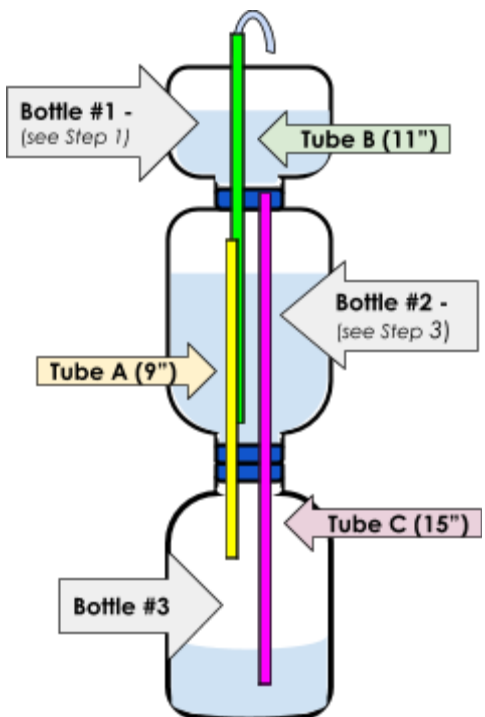 Bottle #1 -
(see Step 1)
Tube B (11”)
Bottle #2 -
(see Step 3)
Tube A (9”)
Tube C (15”)
Bottle #3